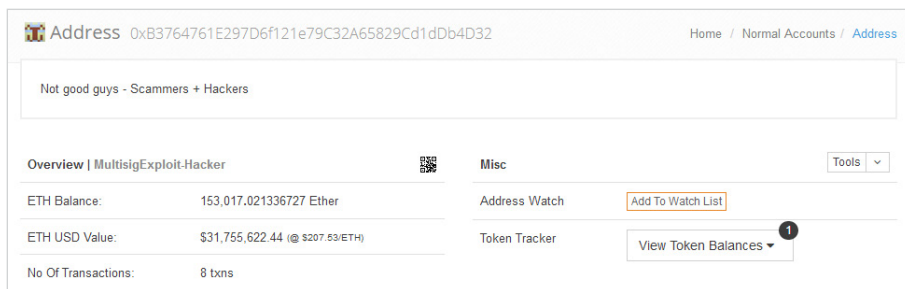 Address 0xB3764761E297D6f121e79C32A65829Cd1dDb4D32
Home / Normal Accounts / Address
Not good guys - Scammers + Hackers
Overview | MultisigExploit-Hacker
ETH Balance: 153,017.021336727 Ether
ETH USD Value: $31,755,622.44 (@ $207.53/ETH)
No Of Transactions: 8 txns
Misc
Tools
Address Watch Add To Watch List
Token Tracker View Token Balances 1